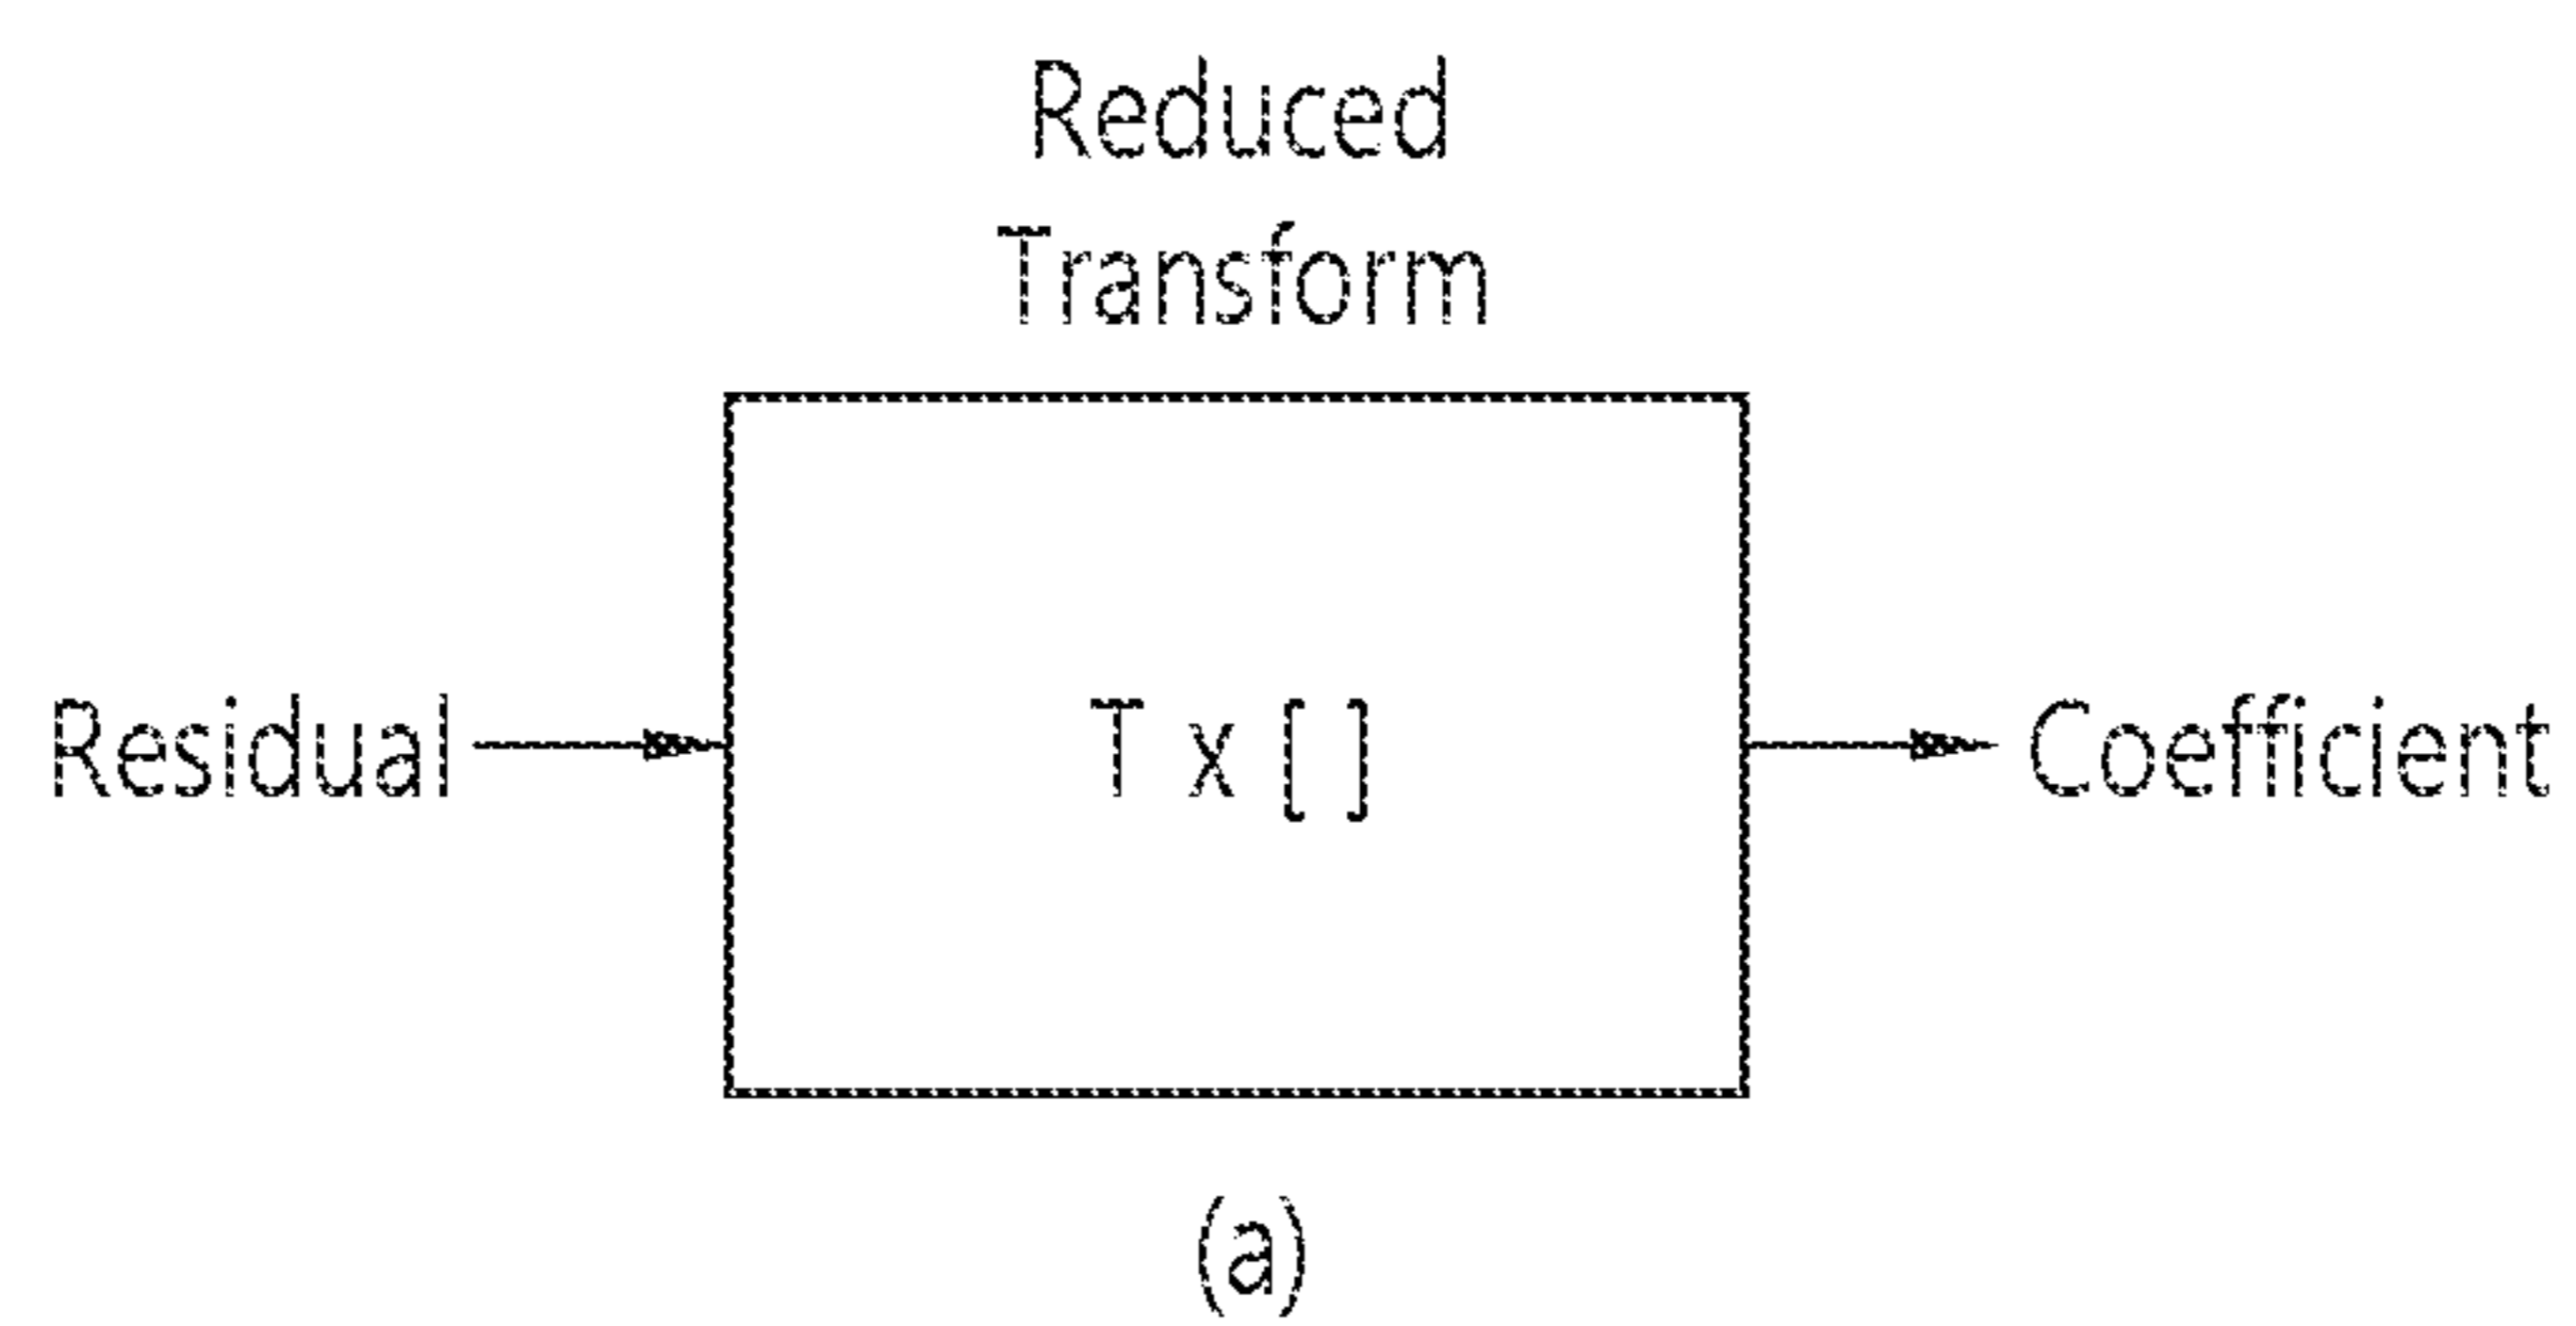 Reduced
Transform
Residual
T x [ ]
Coefficient
(a)